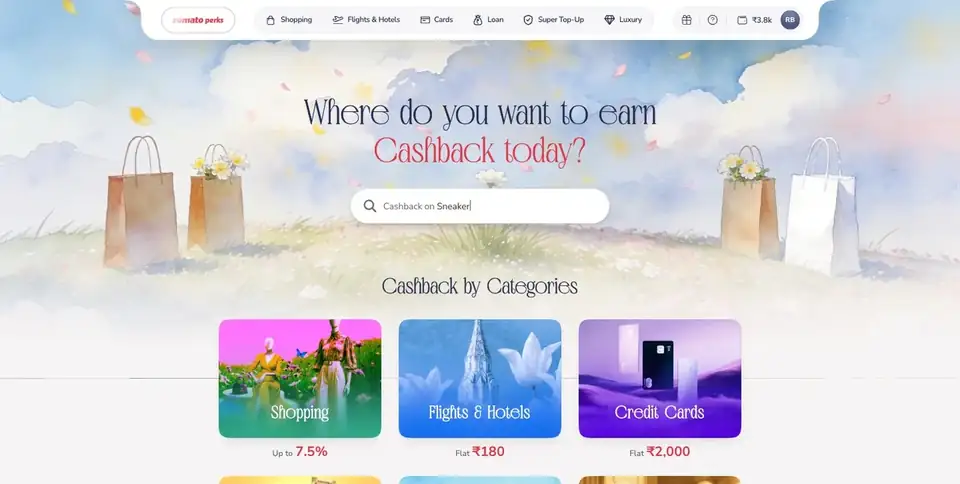 perks
Shopping
Flights & Hotels
Cards
Loan
Super Top-Up
Luxury
₹3.8k
RB
Where do you want to earn
Cashback today?
Cashback on Sneaker
Cashback by Categories
Shopping
Flights & Hotels
Credit Cards
Up to 7.5%
Flat ₹180
Flat ₹2,000